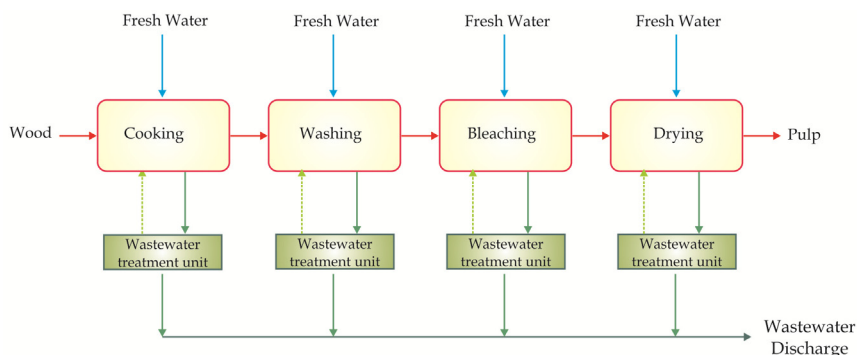 Fresh Water
Fresh Water
Fresh Water
Fresh Water
Wood
Cooking
Washing
Bleaching
Drying
Pulp
Wastewater
treatment unit
Wastewater
treatment unit
Wastewater
treatment unit
Wastewater
treatment unit
Wastewater
Discharge